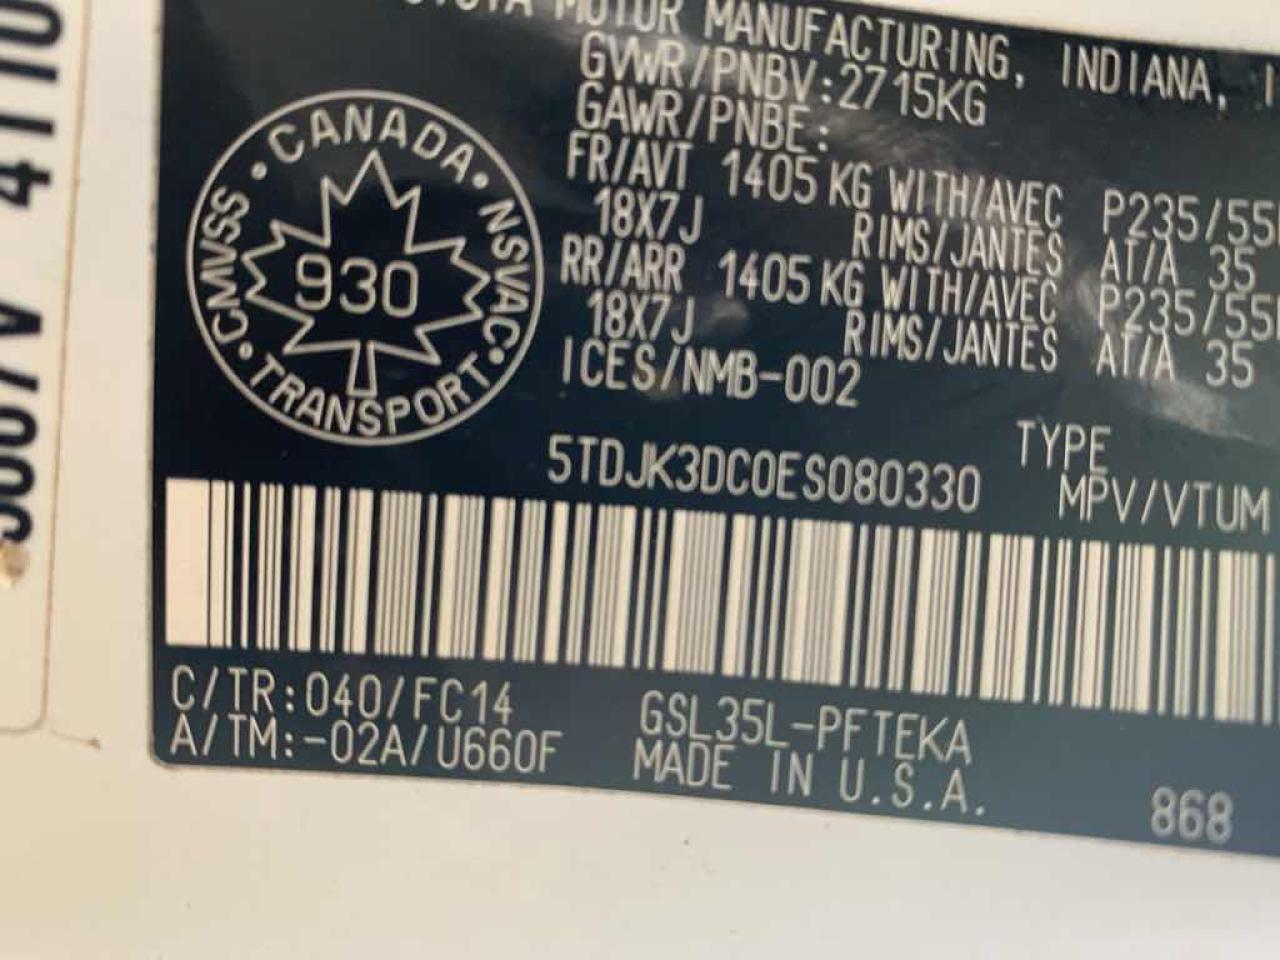 TOYOTA MOTOR MANUFACTURING, INDIANA, I
GVWR/PNBV:2715KG
GAWR/PNBE:
FR/AVT 1405 KG WITH/AVEC P235/55
18X7J RIMS/JANTES AT/A 35
RR/ARR 1405 KG WITH/AVEC P235/55
18X7J RIMS/JANTES AT/A 35
ICES/NMB-002
CANADA • NSVAC • TRANSPORT • CMVSS •
930
5TDJK3DC0ES080330
TYPE
MPV/VTUM
C/TR:040/FC14
A/TM:-02A/U660F
GSL35L-PFTEKA
MADE IN U.S.A.
868